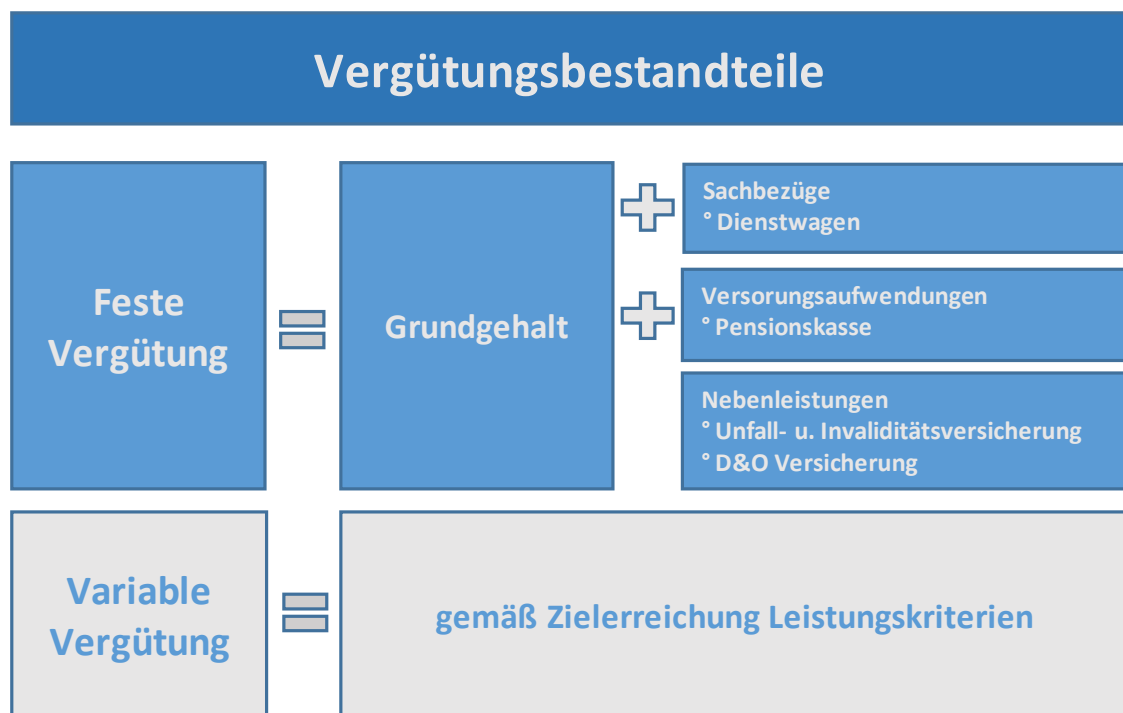 Vergütungsbestandteile
Feste
Vergütung
Grundgehalt
Sachbezüge
° Dienstwagen
Versorungsaufwendungen
° Pensionskasse
Nebenleistungen
° Unfall- u. Invaliditätsversicherung
° D&O Versicherung
Variable
Vergütung
gemäß Zielerreichung Leistungskriterien